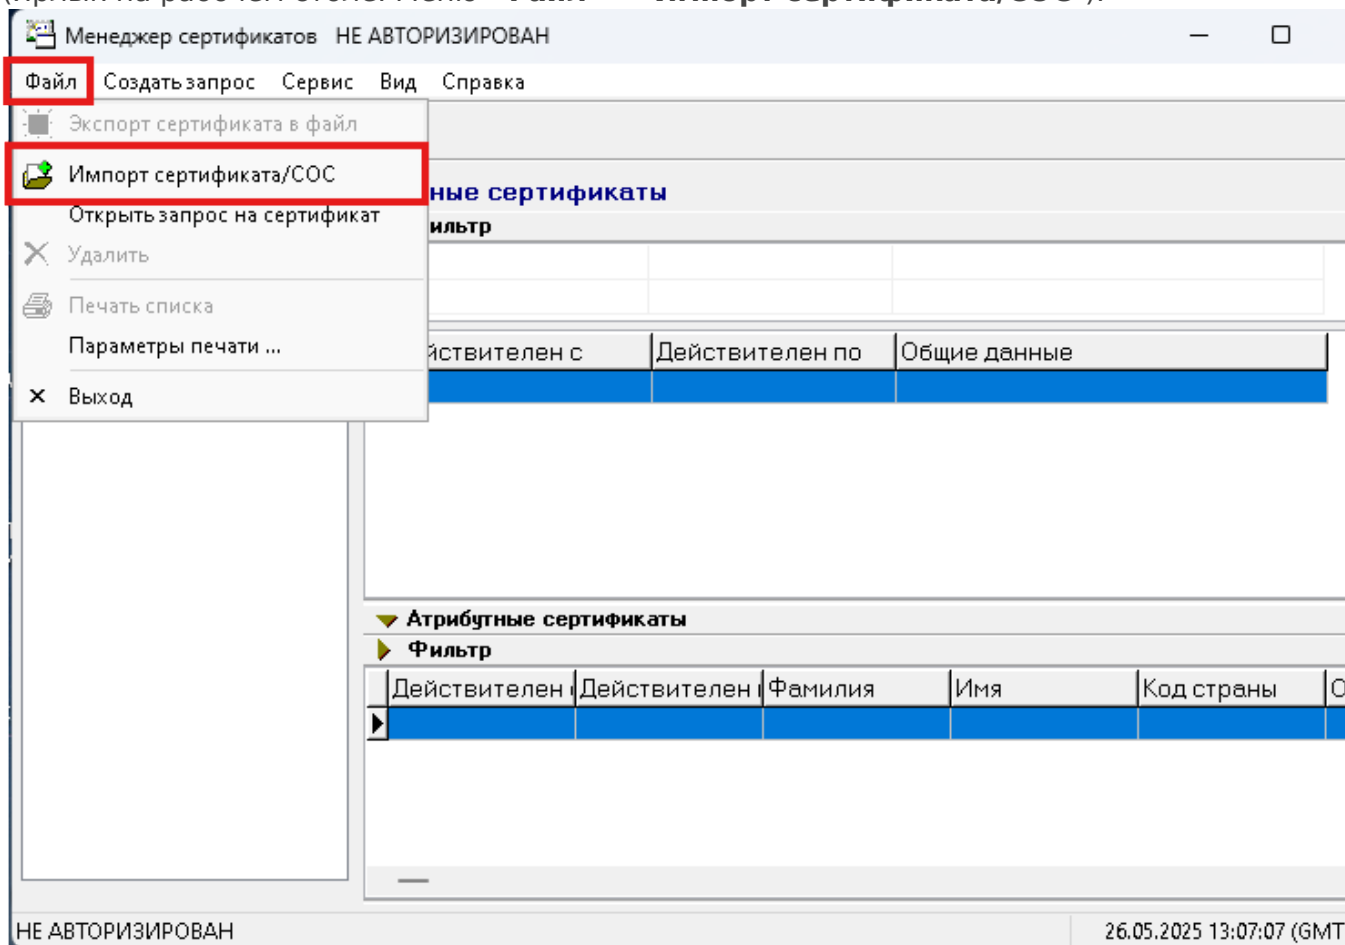 Менеджер сертификатов НЕ АВТОРИЗИРОВАН
Файл Создать запрос Сервис Вид Справка
Экспорт сертификата в файл
Импорт сертификата/СОС
Открыть запрос на сертификат
Удалить
Печать списка
Параметры печати ...
Выход
ные сертификаты
ильтр
йствителен с Действителен по Общие данные
Атрибутные сертификаты
Фильтр
Действителен Действителен Фамилия Имя Код страны О
НЕ АВТОРИЗИРОВАН 26.05.2025 13:07:07 (GMT